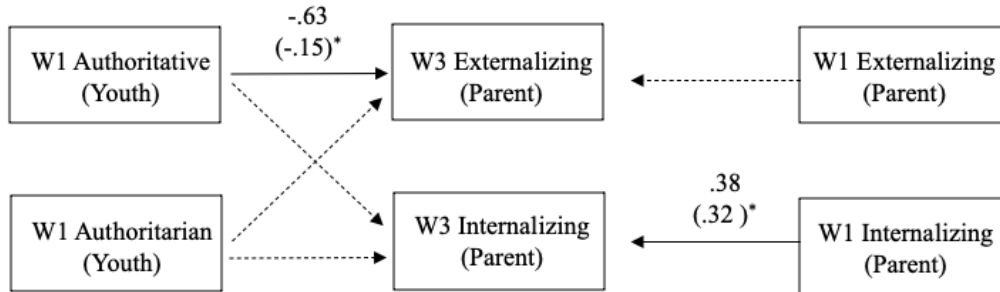 -.63
(-.15)*
W1 Authoritative
(Youth)
W3 Externalizing
(Parent)
W1 Externalizing
(Parent)
.38
(.32 )*
W1 Authoritarian
(Youth)
W3 Internalizing
(Parent)
W1 Internalizing
(Parent)